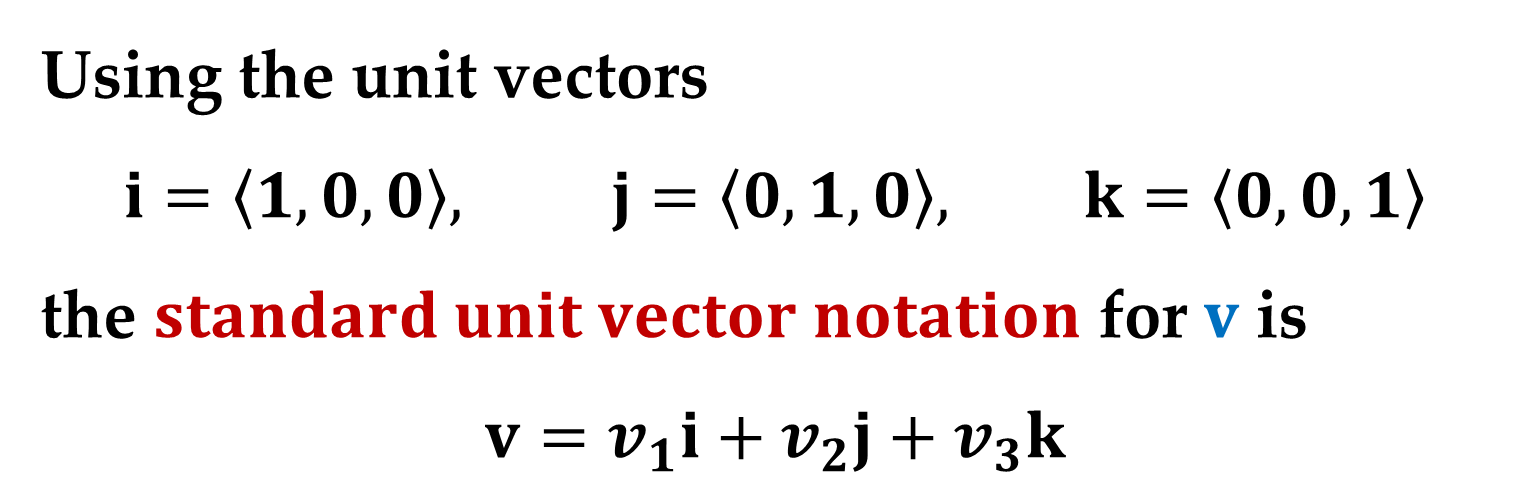 Using the unit vectors
i = ⟨1, 0, 0⟩, j = ⟨0, 1, 0⟩, k = ⟨0, 0, 1⟩
the standard unit vector notation for v is
v = v₁i + v₂j + v₃k